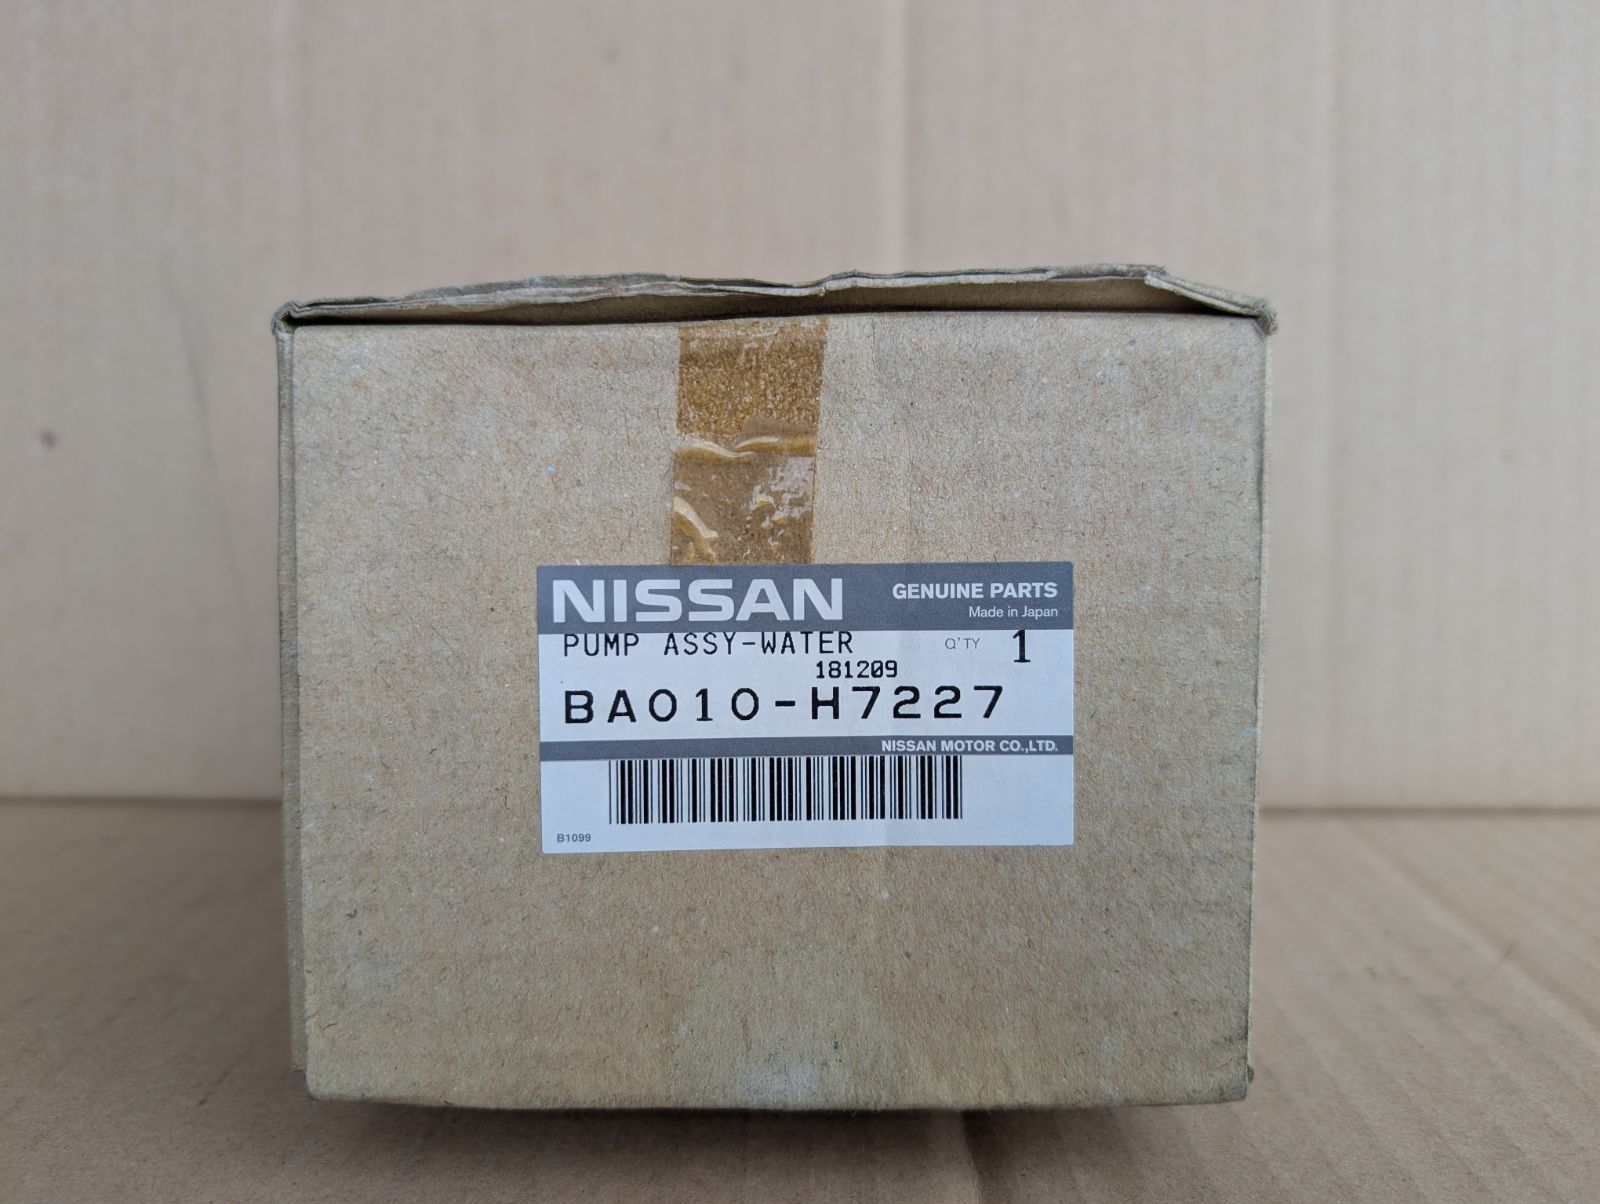 NISSAN GENUINE PARTS
Made in Japan
PUMP ASSY-WATER Q'TY 1
181209
BA010-H7227
NISSAN MOTOR CO.,LTD.
B1099